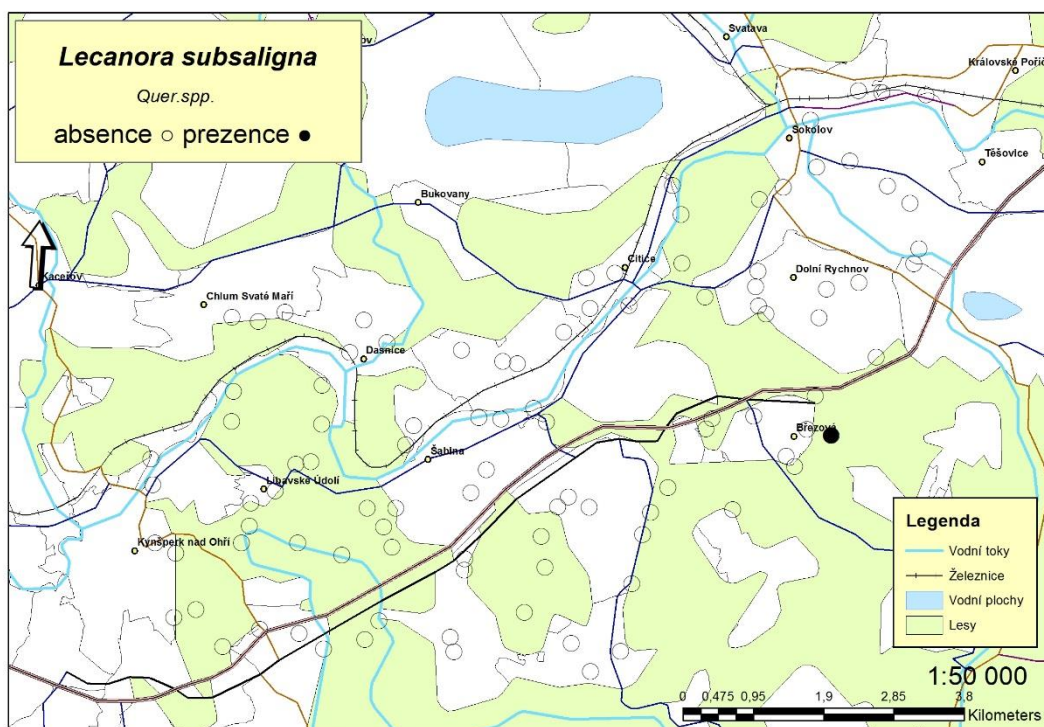 Lecanora subsaligna
Quer.spp.
absence ○ prezence ●
Svatava
Královské Poříč
Sokolov
Těšovice
Bukovany
Kaceřov
Citice
Dolní Rychnov
Chlum Svaté Maří
Dasnice
Březová
Šabina
Libavské Údolí
Kynšperk nad Ohří
Legenda
Vodní toky
Železnice
Vodní plochy
Lesy
1:50 000
0 0,475 0,95 1,9 2,85 3,8
Kilometers